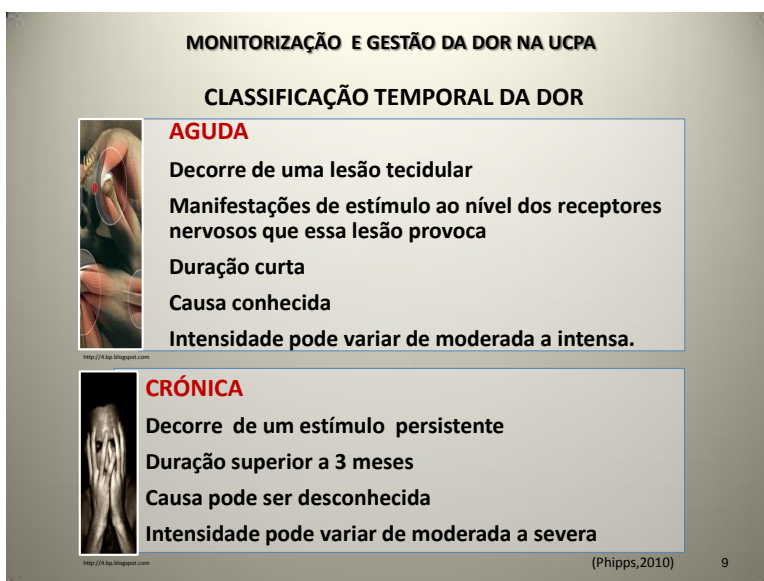 MONITORIZAÇÃO E GESTÃO DA DOR NA UCPA
CLASSIFICAÇÃO TEMPORAL DA DOR
AGUDA
Decorre de uma lesão tecidular
Manifestações de estímulo ao nível dos receptores
nervosos que essa lesão provoca
Duração curta
Causa conhecida
Intensidade pode variar de moderada a intensa.
http://4.bp.blogspot.com
CRÓNICA
Decorre de um estímulo persistente
Duração superior a 3 meses
Causa pode ser desconhecida
Intensidade pode variar de moderada a severa
http://4.bp.blogspot.com
(Phipps,2010)
9